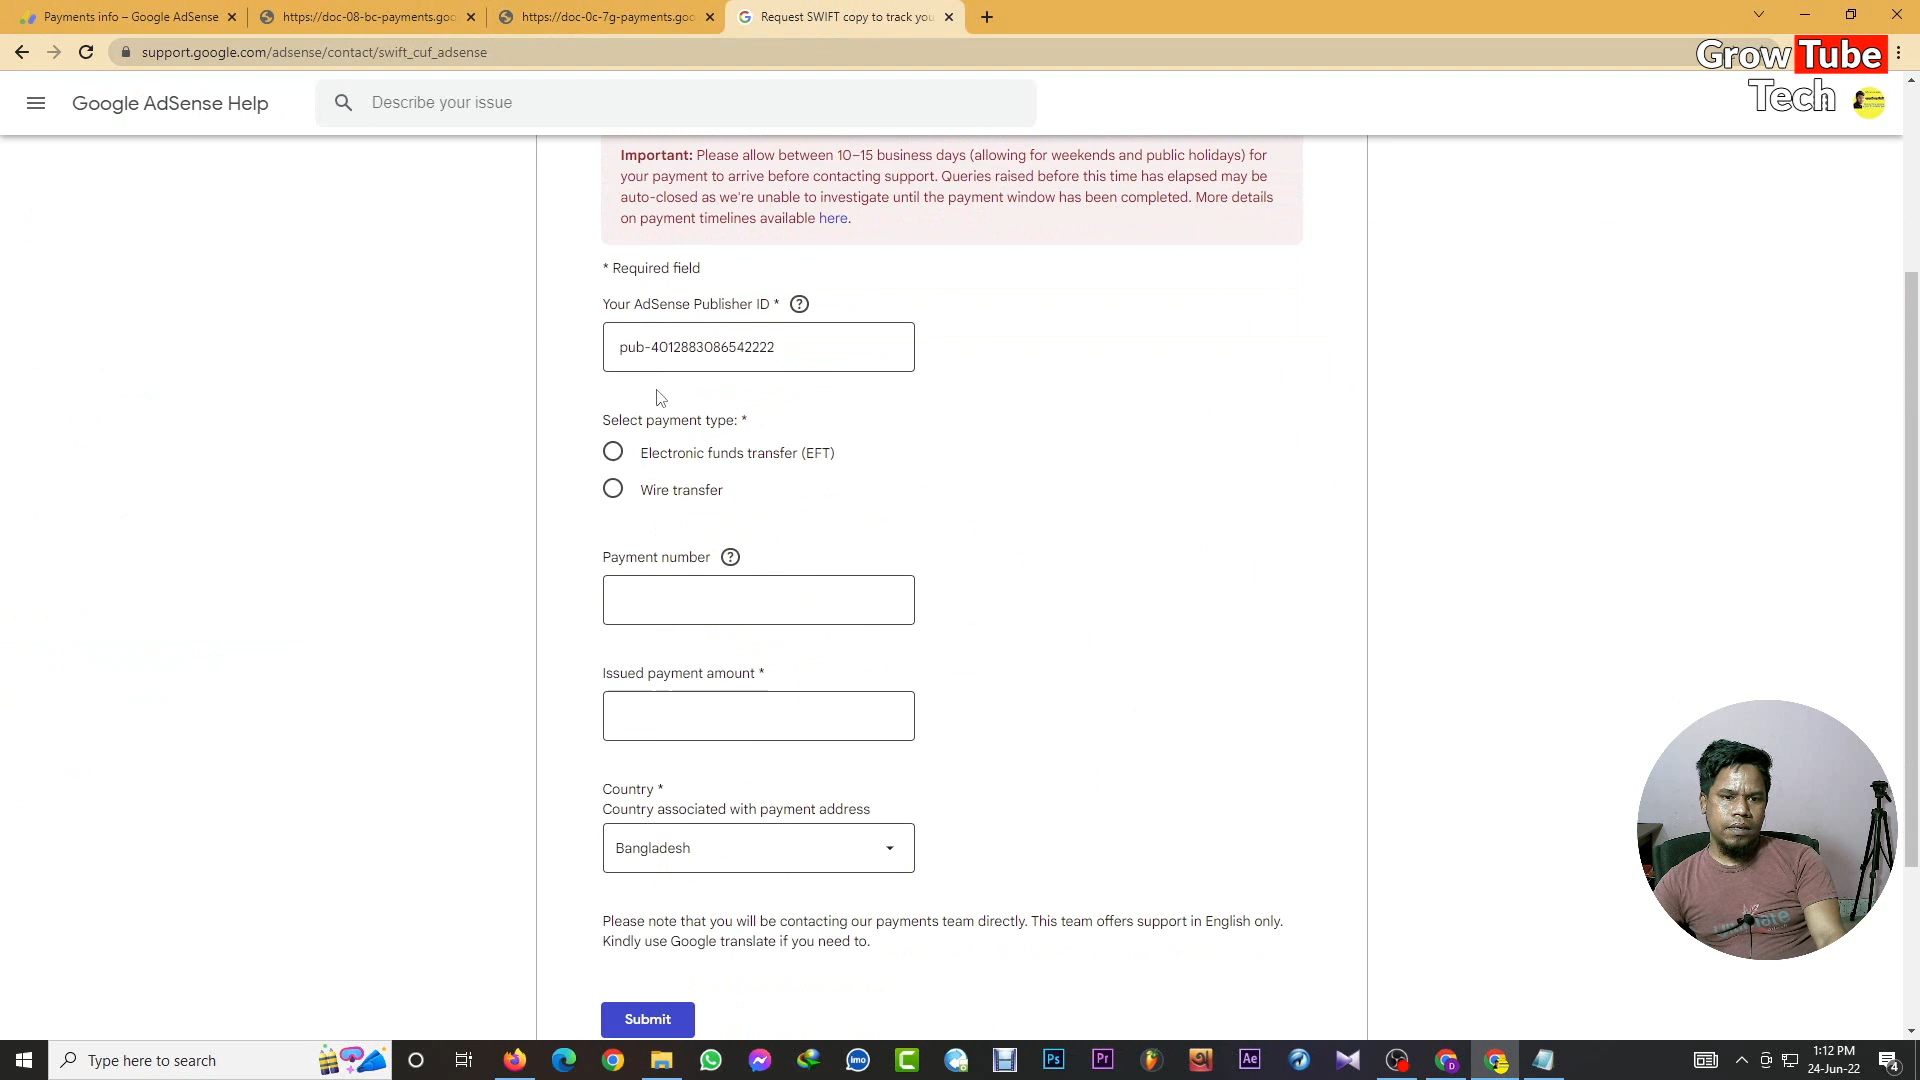 Payments info – Google AdSense
https://doc-08-bc-payments.goo
https://doc-0c-7g-payments.goo
Request SWIFT copy to track you
support.google.com/adsense/contact/swift_cuf_adsense
Grow Tube
Tech
Google AdSense Help
Describe your issue
Important: Please allow between 10–15 business days (allowing for weekends and public holidays) for
your payment to arrive before contacting support. Queries raised before this time has elapsed may be
auto-closed as we're unable to investigate until the payment window has been completed. More details
on payment timelines available here.
* Required field
Your AdSense Publisher ID *
pub-4012883086542222
Select payment type: *
Electronic funds transfer (EFT)
Wire transfer
Payment number
Issued payment amount *
Country *
Country associated with payment address
Bangladesh
Please note that you will be contacting our payments team directly. This team offers support in English only.
Kindly use Google translate if you need to.
Submit
Type here to search
imo
Ps
Pr
Ae
D
1:12 PM
24-Jun-22
4